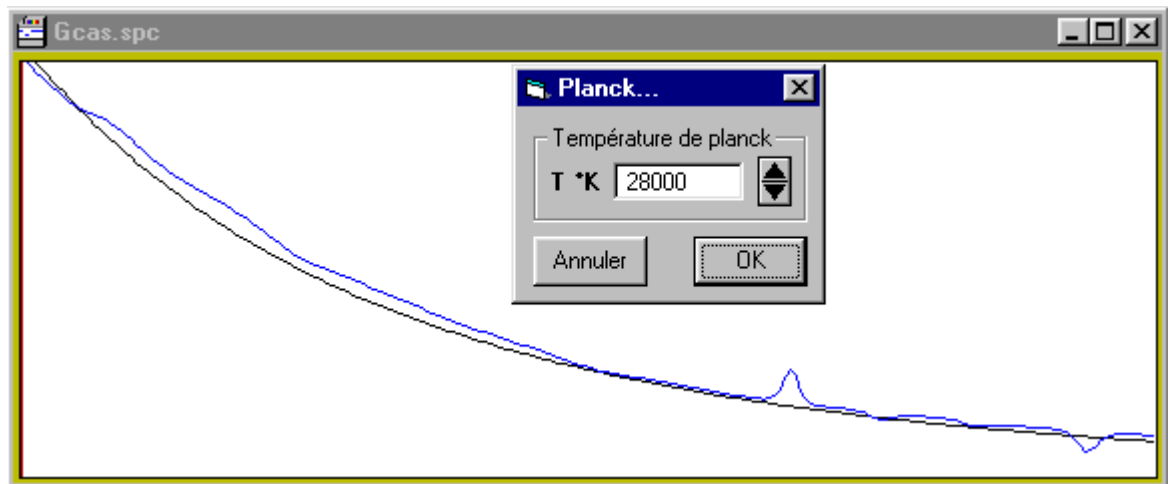 Gcas.spc
Planck...
Température de planck
T °K 28000
Annuler OK